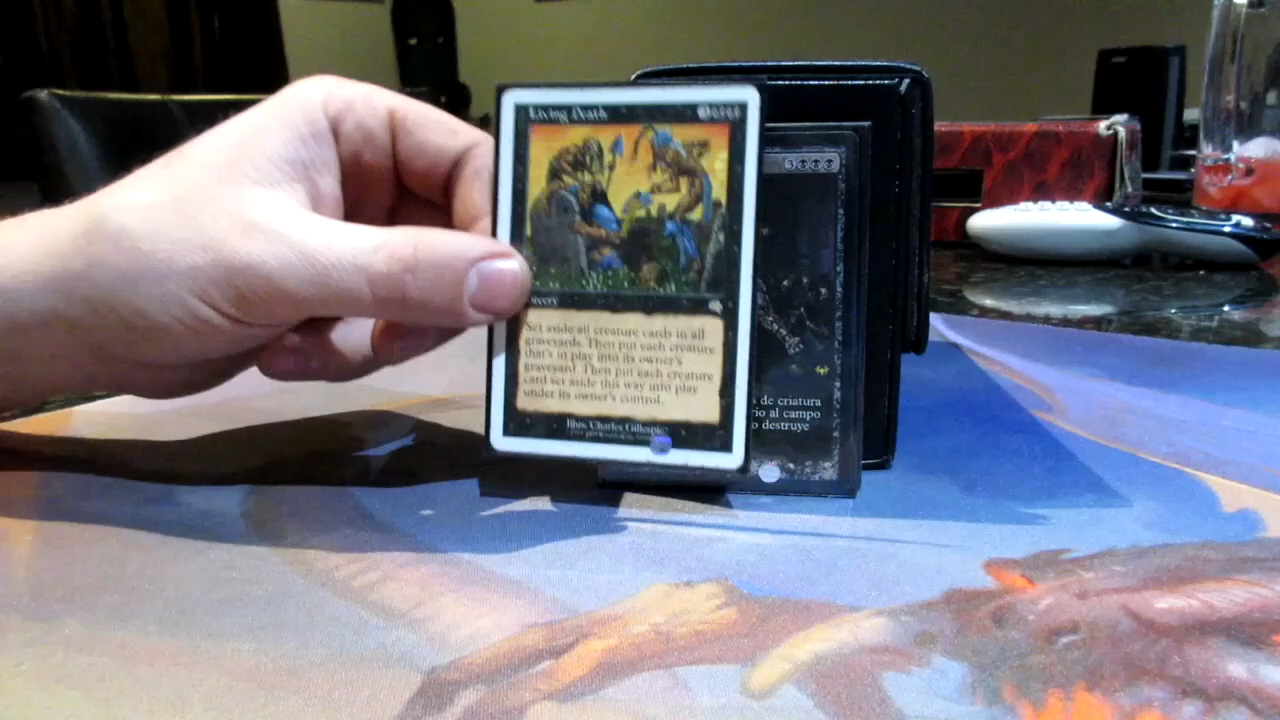 Living Death
Sorcery
Set aside all creature cards in all
graveyards. Then put each creature
that's in play into its owner's
graveyard. Then put each creature
card set aside this way into play
under its owner's control.
Illus. Charles Gillespie
3
s de criatura
rio al campo
o destruye